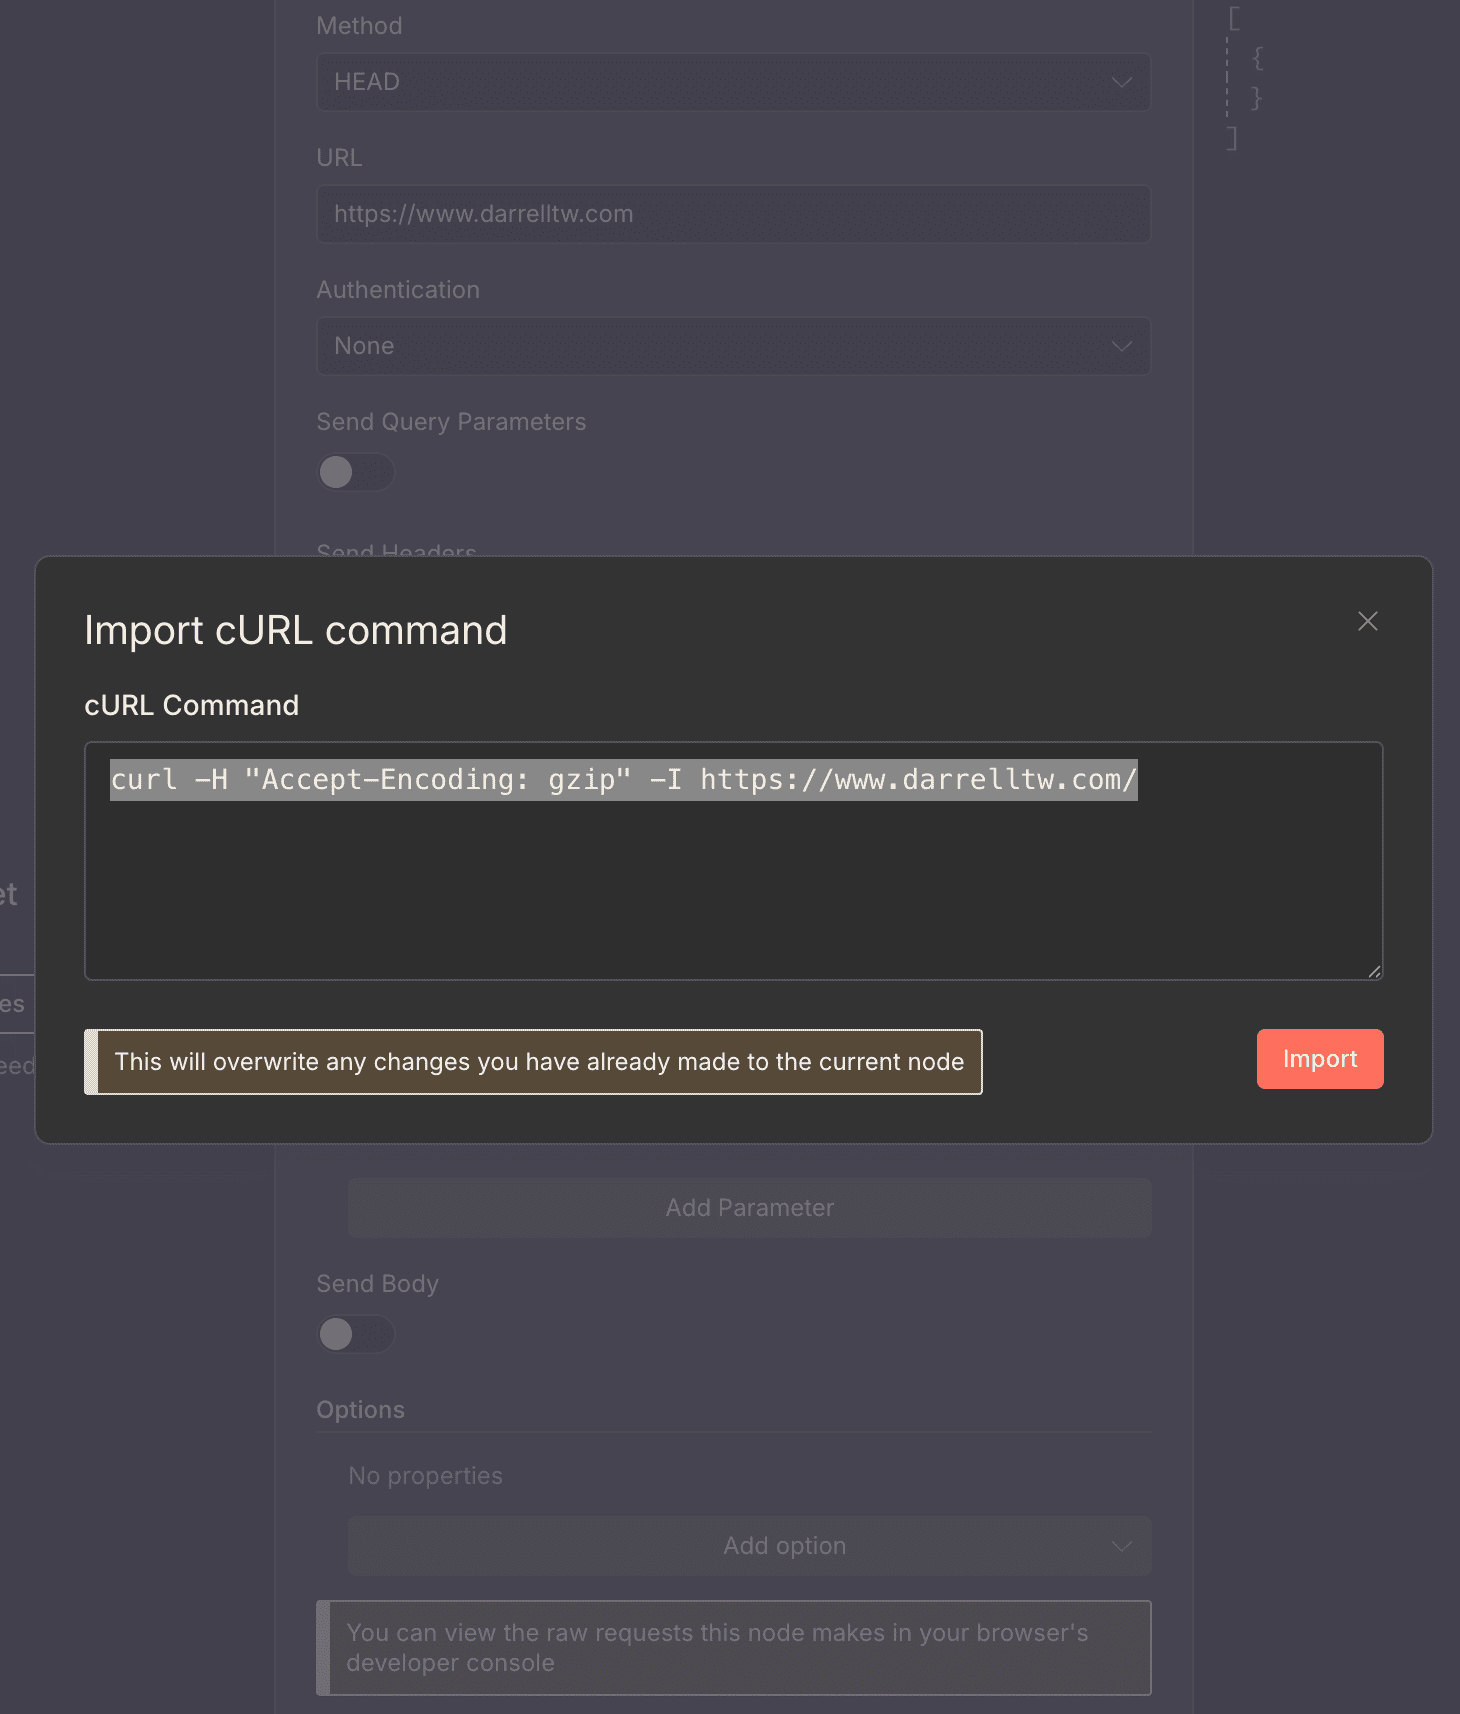 Method
HEAD
URL
https://www.darrelltw.com
Authentication
None
Send Query Parameters
Send Headers
[
{
}
]
Import cURL command
cURL Command
curl -H "Accept-Encoding: gzip" -I https://www.darrelltw.com/
This will overwrite any changes you have already made to the current node
Import
et
es
eed
Add Parameter
Send Body
Options
No properties
Add option
You can view the raw requests this node makes in your browser's
developer console